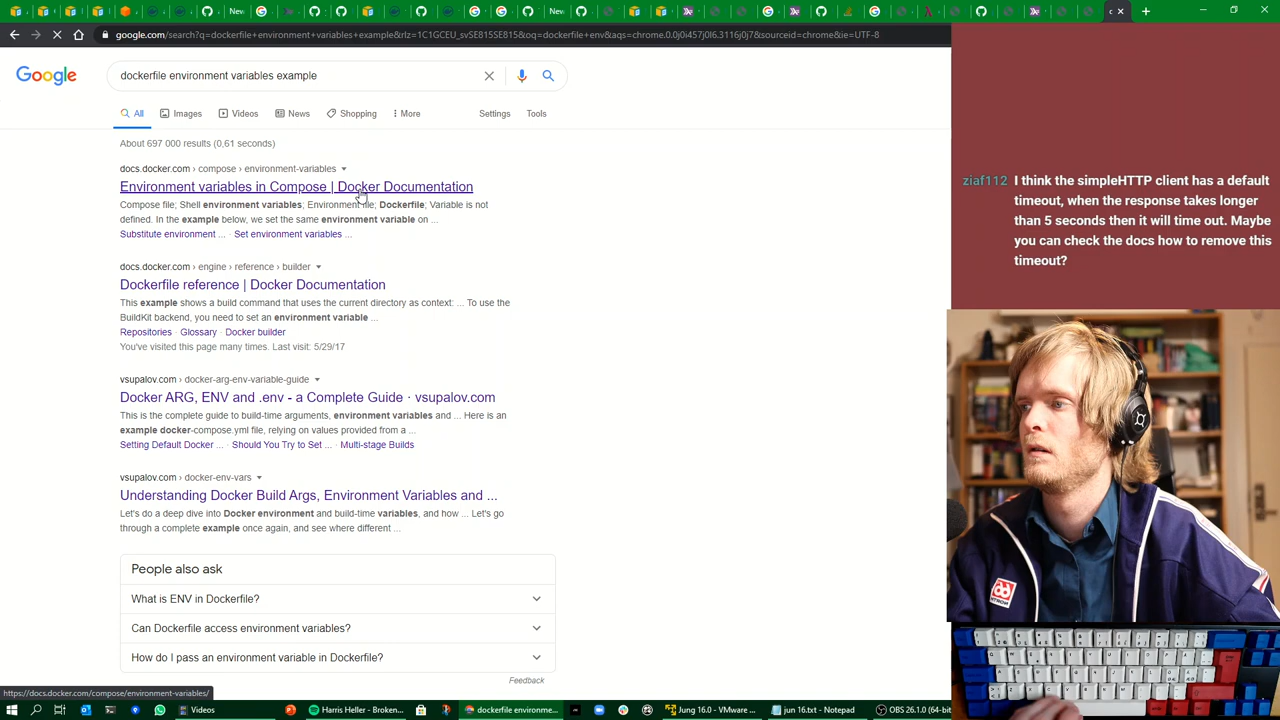 New
New
google.com/search?q=dockerfile+environment+variables+example&rlz=1C1GCEU_svSE815SE815&oq=dockerfile+env&aqs=chrome.0.0j0i457j0l6.3116j0j7&sourceid=chrome&ie=UTF-8
Google
dockerfile environment variables example
All
Images
Videos
News
Shopping
More
Settings
Tools
About 697 000 results (0,61 seconds)
docs.docker.com › compose › environment-variables
Environment variables in Compose | Docker Documentation
Compose file; Shell environment variables; Environment file; Dockerfile; Variable is not
defined. In the example below, we set the same environment variable on ...
Substitute environment ... · Set environment variables ...
docs.docker.com › engine › reference › builder
Dockerfile reference | Docker Documentation
This example shows a build command that uses the current directory as context: ... To use the
BuildKit backend, you need to set an environment variable ...
Repositories · Glossary · Docker builder
You've visited this page many times. Last visit: 5/29/17
vsupalov.com › docker-arg-env-variable-guide
Docker ARG, ENV and .env - a Complete Guide · vsupalov.com
This is the complete guide to build-time arguments, environment variables and ... Here is an
example docker-compose.yml file, relying on values provided from a ...
Setting Default Docker ... · Should You Try to Set ... · Multi-stage Builds
vsupalov.com › docker-env-vars
Understanding Docker Build Args, Environment Variables and ...
Let's do a deep dive into Docker environment and build-time variables, and how ... Let's go
through a complete example once again, and see where different ...
People also ask
What is ENV in Dockerfile?
Can Dockerfile access environment variables?
How do I pass an environment variable in Dockerfile?
Feedback
https://docs.docker.com/compose/environment-variables/
ziaf112 I think the simpleHTTP client has a default
timeout, when the response takes longer
than 5 seconds then it will time out. Maybe
you can check the docs how to remove this
timeout?
Videos
Harris Heller - Broken...
dockerfile environme...
Jung 16.0 - VMware ...
jun 16.txt - Notepad
OBS 26.1.0 (64-bit